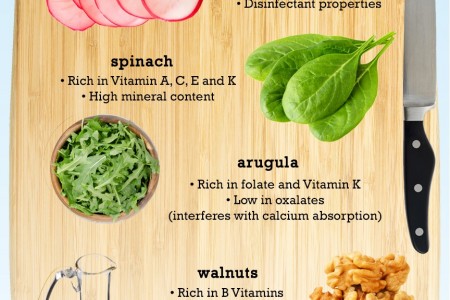 • Disinfectant properties
spinach
• Rich in Vitamin A, C, E and K
• High mineral content
arugula
• Rich in folate and Vitamin K
• Low in oxalates
(interferes with calcium absorption)
walnuts
• Rich in B Vitamins